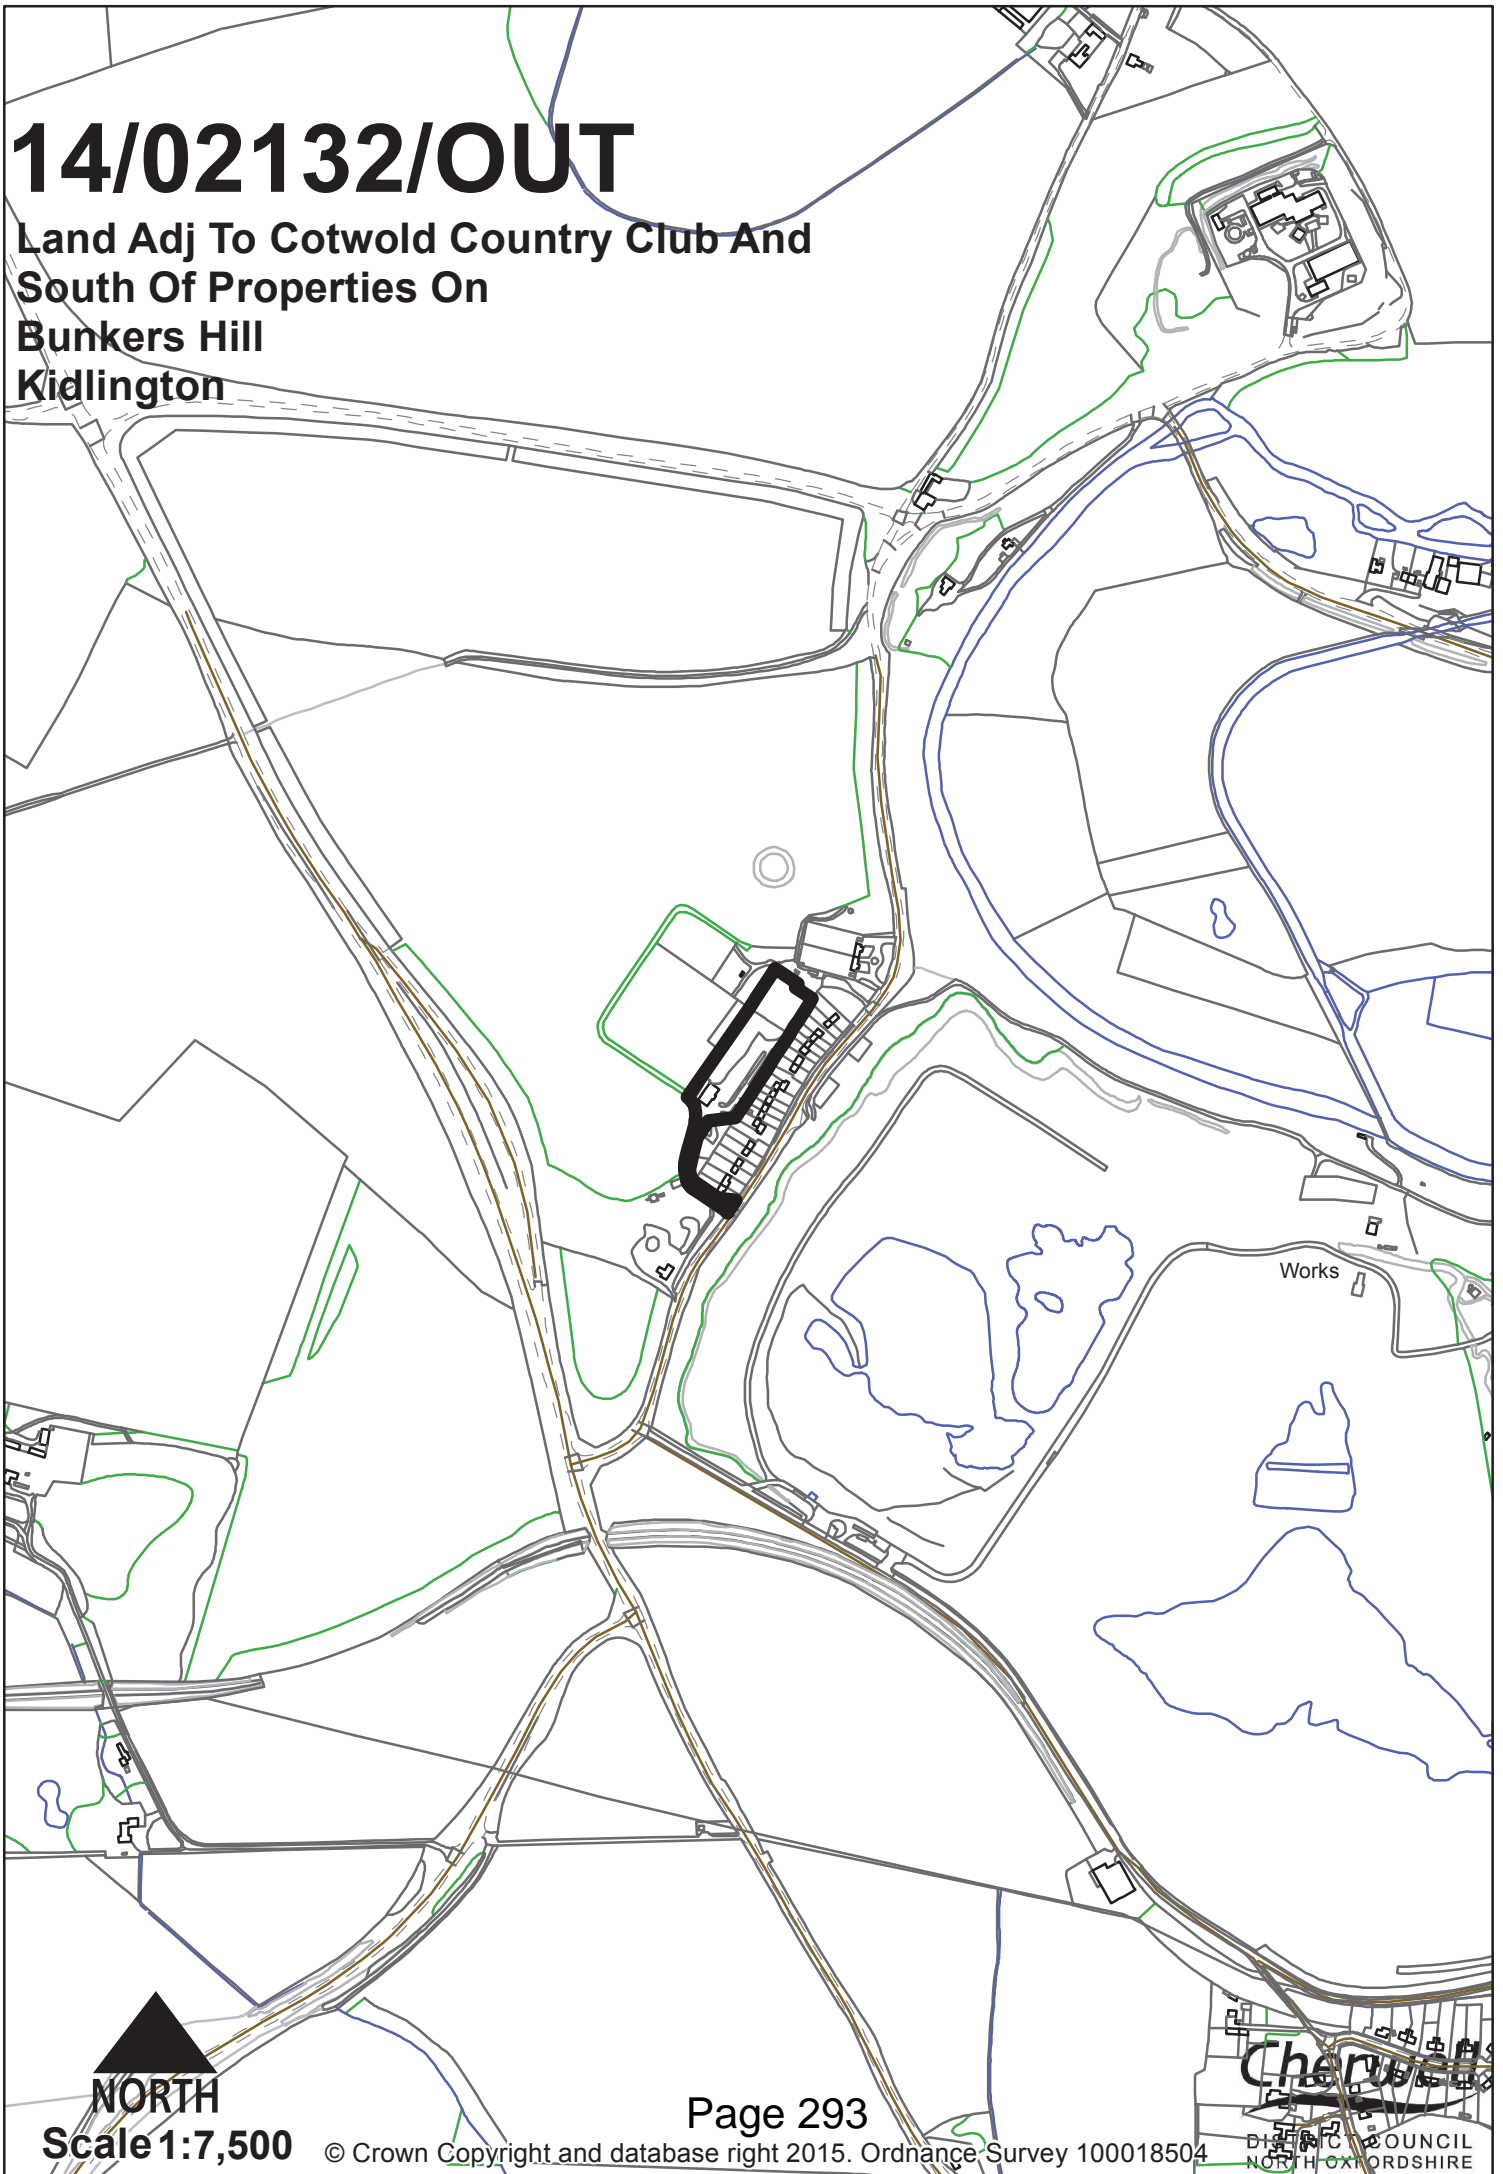 14/02132/OUT
Land Adj To Cotwold Country Club And
South Of Properties On
Bunkers Hill
Kidlington
Works
NORTH
Scale 1:7,500
Page 293
© Crown Copyright and database right 2015. Ordnance Survey 100018504
Cherwell
DISTRICT COUNCIL
NORTH OXFORDSHIRE